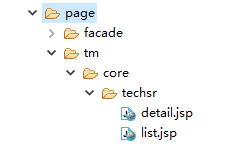 page
facade
tm
core
techsr
detail.jsp
list.jsp